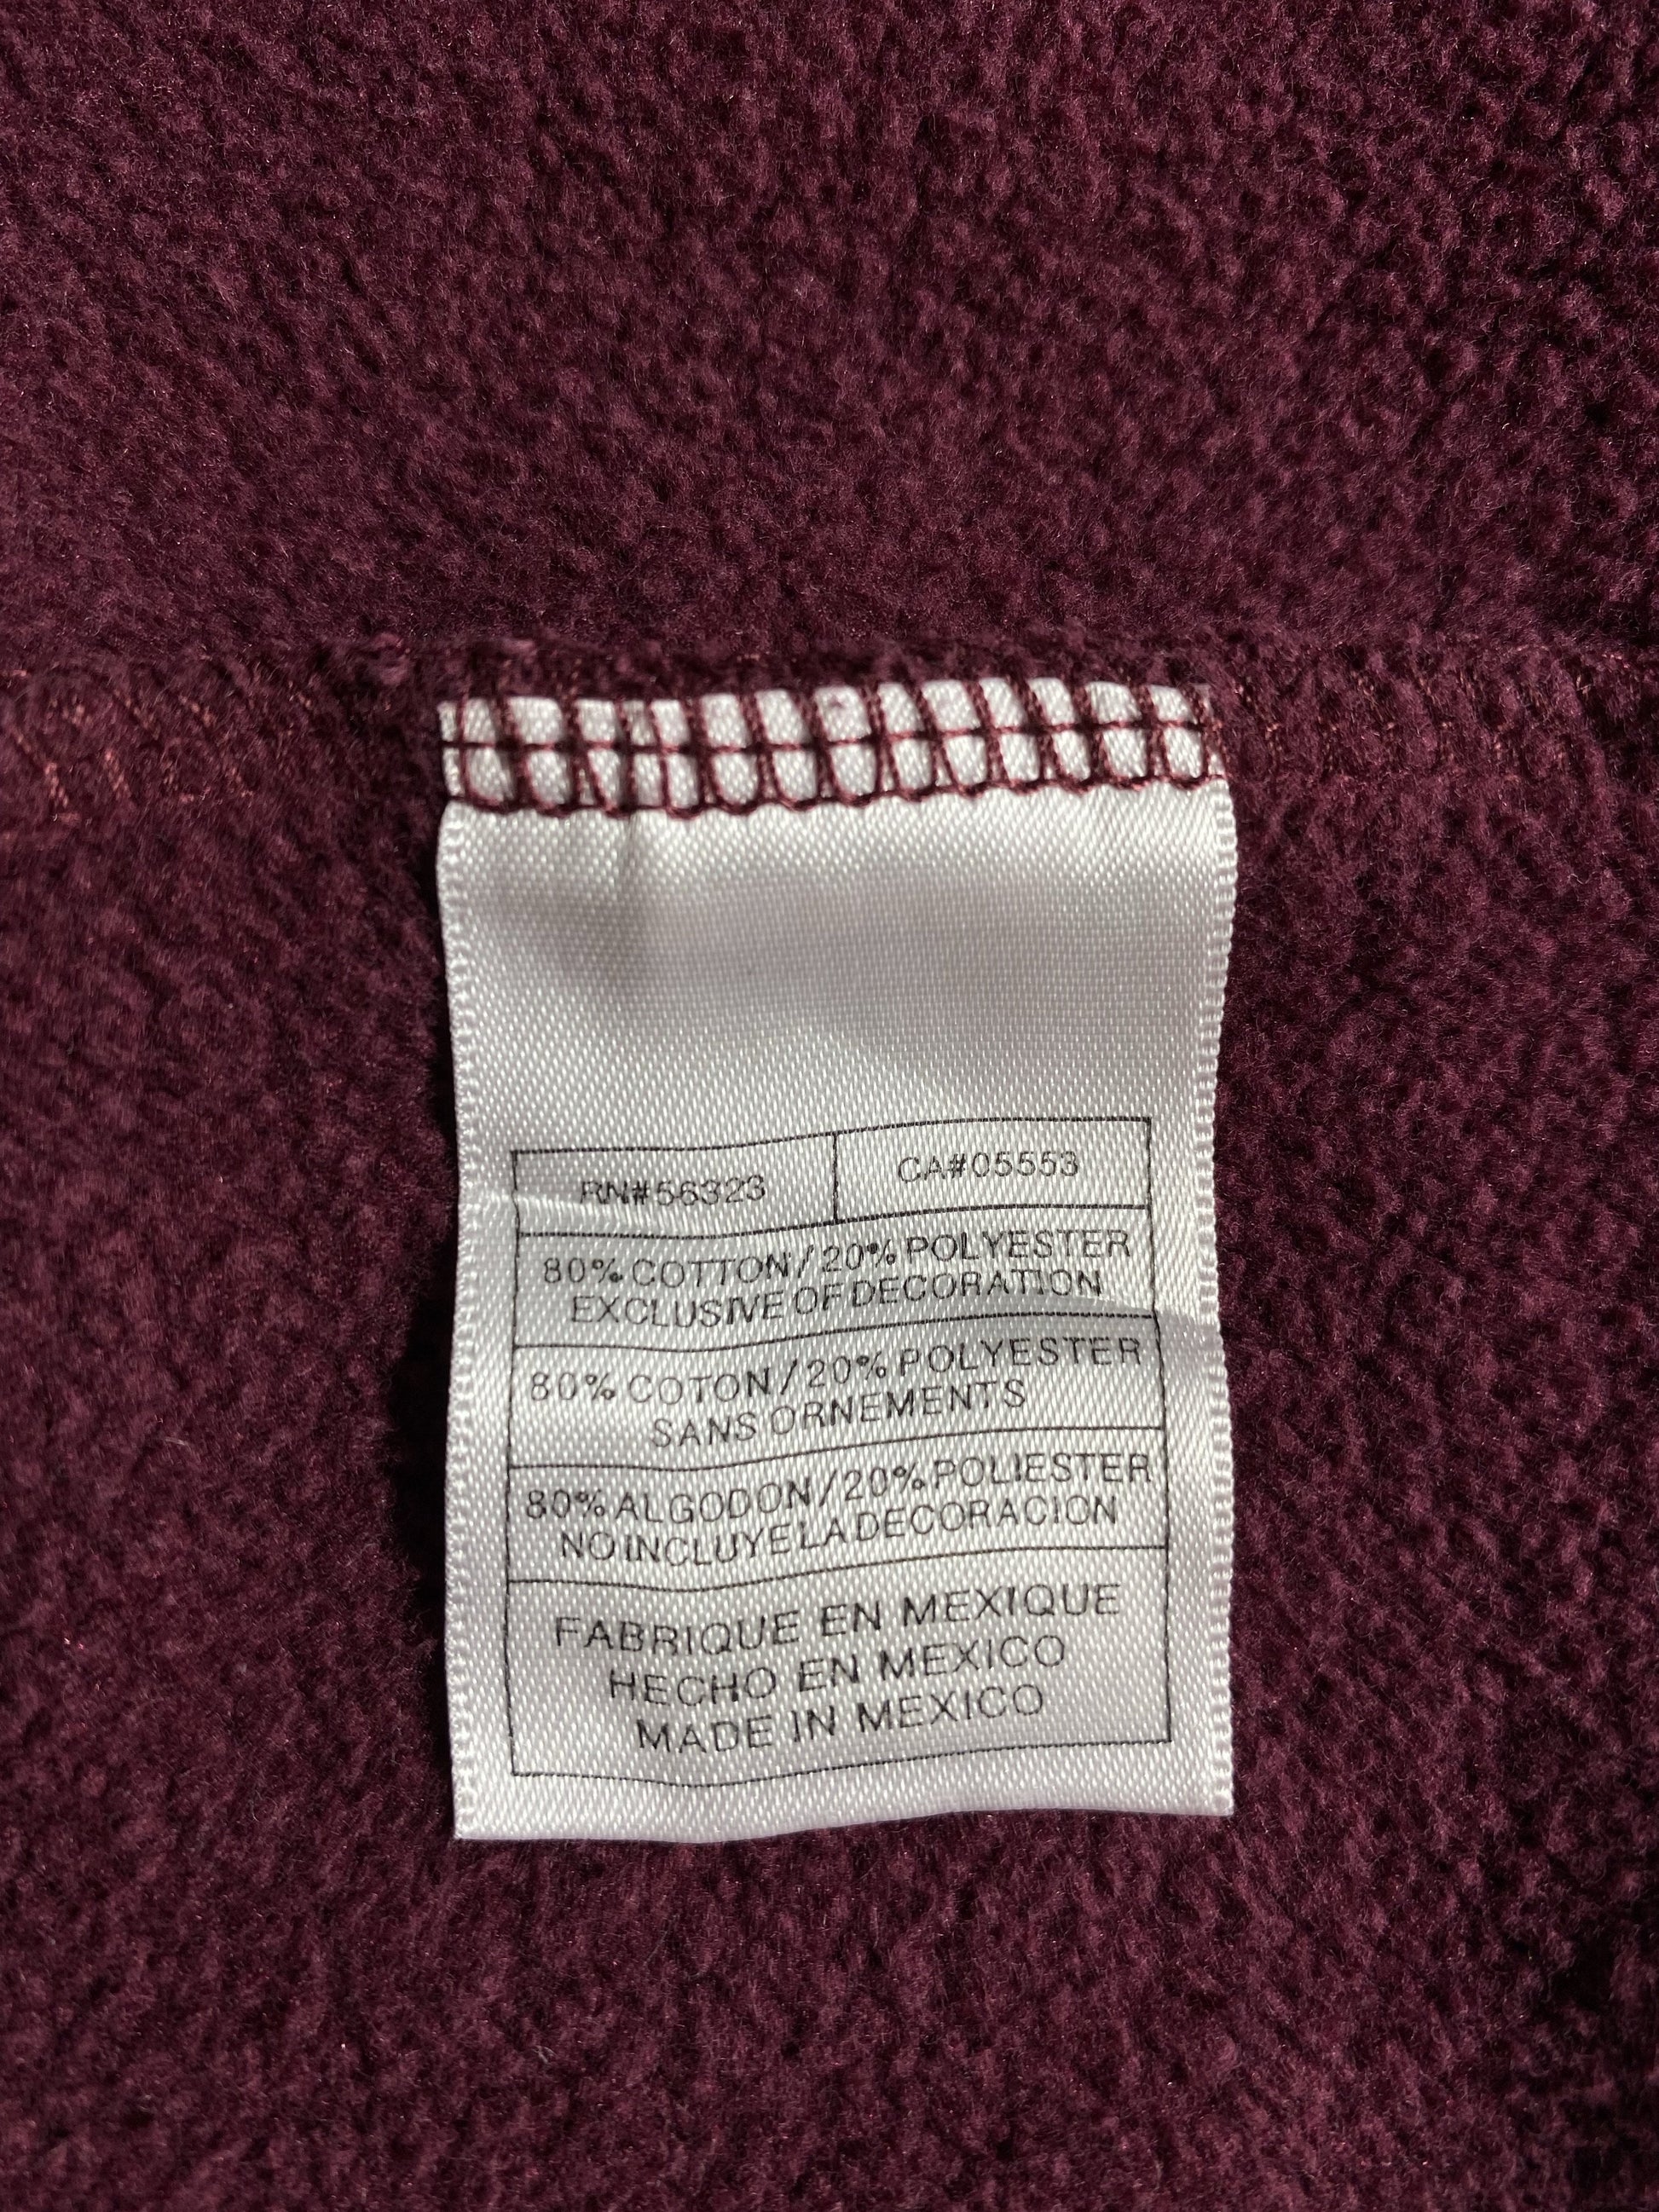 RN#56323 CA#05553
80% COTTON/20% POLYESTER
EXCLUSIVE OF DECORATION
80% COTON/20% POLYESTER
SANS ORNEMENTS
80% ALGODON/20% POLIESTER
NO INCLUYE LA DECORACION
FABRIQUE EN MEXIQUE
HECHO EN MEXICO
MADE IN MEXICO